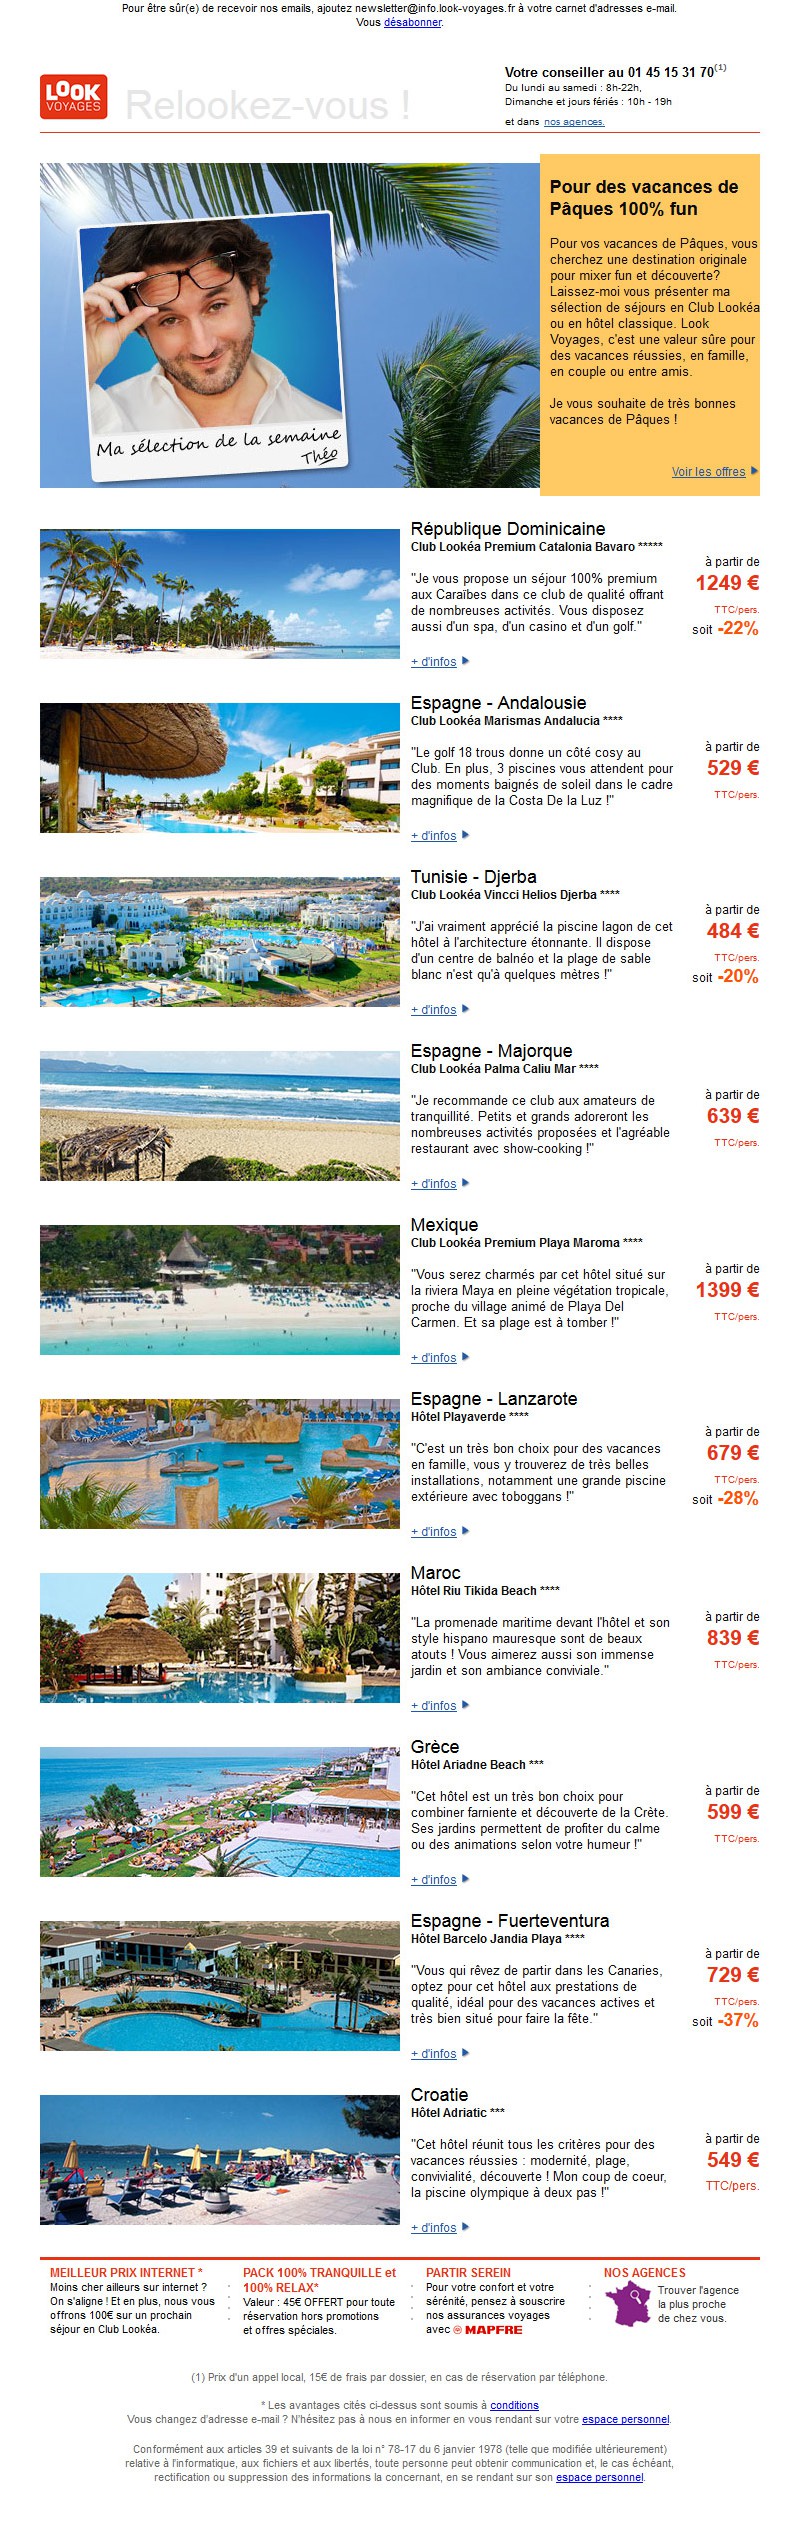 Pour être sûr(e) de recevoir nos emails, ajoutez newsletter@info.look-voyages.fr à votre carnet d'adresses e-mail.
Vous désabonner.
LOOK
VOYAGES
Relookez-vous !
Votre conseiller au 01 45 15 31 70(1)
Du lundi au samedi : 8h-22h,
Dimanche et jours fériés : 10h - 19h
et dans nos agences.
Ma sélection de la semaine
Théo
Pour des vacances de
Pâques 100% fun
Pour vos vacances de Pâques, vous
cherchez une destination originale
pour mixer fun et découverte?
Laissez-moi vous présenter ma
sélection de séjours en Club Lookéa
ou en hôtel classique. Look
Voyages, c'est une valeur sûre pour
des vacances réussies, en famille,
en couple ou entre amis.
Je vous souhaite de très bonnes
vacances de Pâques !
Voir les offres
République Dominicaine
Club Lookéa Premium Catalonia Bavaro *****
"Je vous propose un séjour 100% premium
aux Caraïbes dans ce club de qualité offrant
de nombreuses activités. Vous disposez
aussi d'un spa, d'un casino et d'un golf."
+ d'infos
à partir de
1249 €
TTC/pers.
soit -22%
Espagne - Andalousie
Club Lookéa Marismas Andalucia ****
"Le golf 18 trous donne un côté cosy au
Club. En plus, 3 piscines vous attendent pour
des moments baignés de soleil dans le cadre
magnifique de la Costa De la Luz !"
+ d'infos
à partir de
529 €
TTC/pers.
Tunisie - Djerba
Club Lookéa Vincci Helios Djerba ****
"J'ai vraiment apprécié la piscine lagon de cet
hôtel à l'architecture étonnante. Il dispose
d'un centre de balnéo et la plage de sable
blanc n'est qu'à quelques mètres !"
+ d'infos
à partir de
484 €
TTC/pers.
soit -20%
Espagne - Majorque
Club Lookéa Palma Caliu Mar ****
"Je recommande ce club aux amateurs de
tranquillité. Petits et grands adoreront les
nombreuses activités proposées et l'agréable
restaurant avec show-cooking !"
+ d'infos
à partir de
639 €
TTC/pers.
Mexique
Club Lookéa Premium Playa Maroma ****
"Vous serez charmés par cet hôtel situé sur
la riviera Maya en pleine végétation tropicale,
proche du village animé de Playa Del
Carmen. Et sa plage est à tomber !"
+ d'infos
à partir de
1399 €
TTC/pers.
Espagne - Lanzarote
Hôtel Playaverde ****
"C'est un très bon choix pour des vacances
en famille, vous y trouverez de très belles
installations, notamment une grande piscine
extérieure avec toboggans !"
+ d'infos
à partir de
679 €
TTC/pers.
soit -28%
Maroc
Hôtel Riu Tikida Beach ****
"La promenade maritime devant l'hôtel et son
style hispano mauresque sont de beaux
atouts ! Vous aimerez aussi son immense
jardin et son ambiance conviviale."
+ d'infos
à partir de
839 €
TTC/pers.
Grèce
Hôtel Ariadne Beach ***
"Cet hôtel est un très bon choix pour
combiner farniente et découverte de la Crète.
Ses jardins permettent de profiter du calme
ou des animations selon votre humeur !"
+ d'infos
à partir de
599 €
TTC/pers.
Espagne - Fuerteventura
Hôtel Barcelo Jandia Playa ****
"Vous qui rêvez de partir dans les Canaries,
optez pour cet hôtel aux prestations de
qualité, idéal pour des vacances actives et
très bien situé pour faire la fête."
+ d'infos
à partir de
729 €
TTC/pers.
soit -37%
Croatie
Hôtel Adriatic ***
"Cet hôtel réunit tous les critères pour des
vacances réussies : modernité, plage,
convivialité, découverte ! Mon coup de coeur,
la piscine olympique à deux pas !"
+ d'infos
à partir de
549 €
TTC/pers.
MEILLEUR PRIX INTERNET *
Moins cher ailleurs sur internet ?
On s'aligne ! Et en plus, nous vous
offrons 100€ sur un prochain
séjour en Club Lookéa.
PACK 100% TRANQUILLE et
100% RELAX*
Valeur : 45€ OFFERT pour toute
réservation hors promotions
et offres spéciales.
PARTIR SEREIN
Pour votre confort et votre
sérénité, pensez à souscrire
nos assurances voyages
avec MAPFRE
NOS AGENCES
Trouver l'agence
la plus proche
de chez vous.
(1) Prix d'un appel local, 15€ de frais par dossier, en cas de réservation par téléphone.
* Les avantages cités ci-dessus sont soumis à conditions
Vous changez d'adresse e-mail ? N'hésitez pas à nous en informer en vous rendant sur votre espace personnel.
Conformément aux articles 39 et suivants de la loi n° 78-17 du 6 janvier 1978 (telle que modifiée ultérieurement)
relative à l'informatique, aux fichiers et aux libertés, toute personne peut obtenir communication et, le cas échéant,
rectification ou suppression des informations la concernant, en se rendant sur son espace personnel.